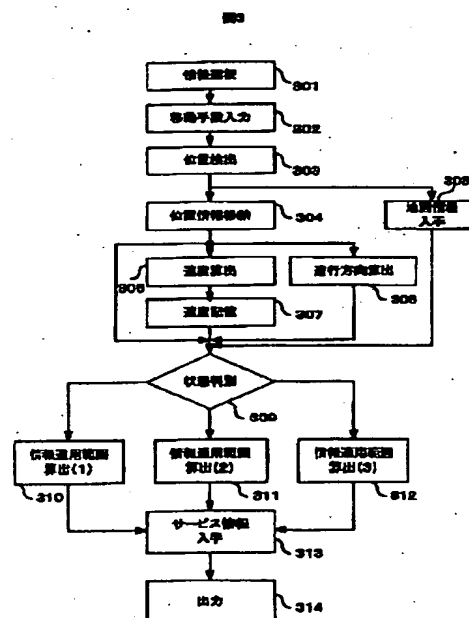 図3
情報選択
301
移動手段入力
302
位置検出
303
308
地図情報
入手
位置情報移動
304
305
速度算出
進行方向算出
306
速度記憶
307
状態判別
309
情報適用範囲
算出(1)
310
情報適用範囲
算出(2)
311
情報適用範囲
算出(3)
312
サービス情報
入手
313
出力
314